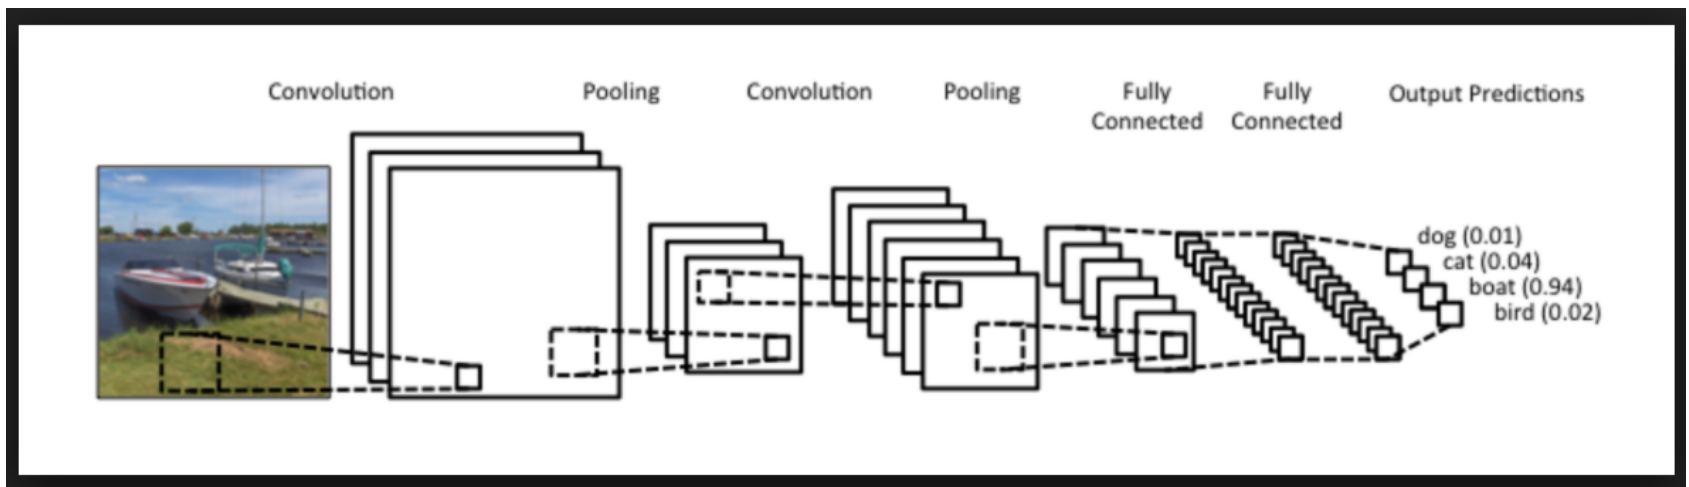 Convolution
Pooling
Convolution
Pooling
Fully
Connected
Fully
Connected
Output Predictions
dog (0.01)
cat (0.04)
boat (0.94)
bird (0.02)